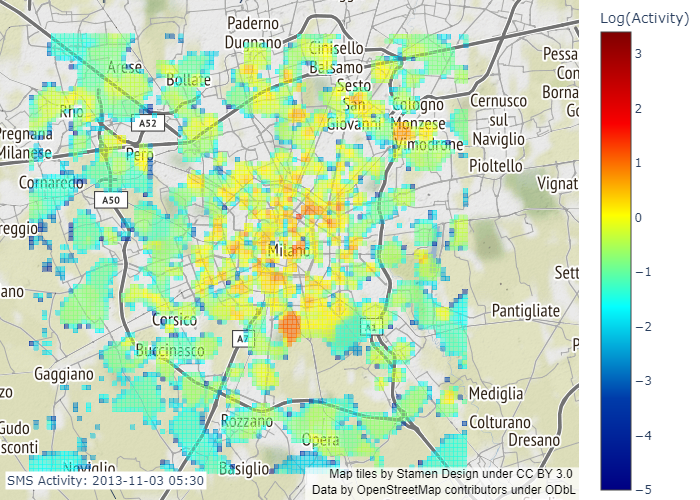 Log(Activity)
3
2
1
0
−1
−2
−3
−4
−5
Paderno
Dugnano
Cinisello
Balsamo
Arese
Bollate
Sesto
San
Giovanni
Cologno
Monzese
Vimodrone
Cernusco
sul
Naviglio
Pessa
Con
Borna
Go
Rho
A52
Pregnana
Milanese
Pero
Pioltello
Cornaredo
Vignat
A50
reggio
Milano
Sett
ano
Corsico
Pantigliate
A7
A1
Buccinasco
P
Gaggiano
Mediglia
zo
Rozzano
Colturano
Dresano
Gudo
sconti
Opera
Noviglio
Basiglio
SMS Activity: 2013-11-03 05:30
Map tiles by Stamen Design under CC BY 3.0
Data by OpenStreetMap contributors under ODbL